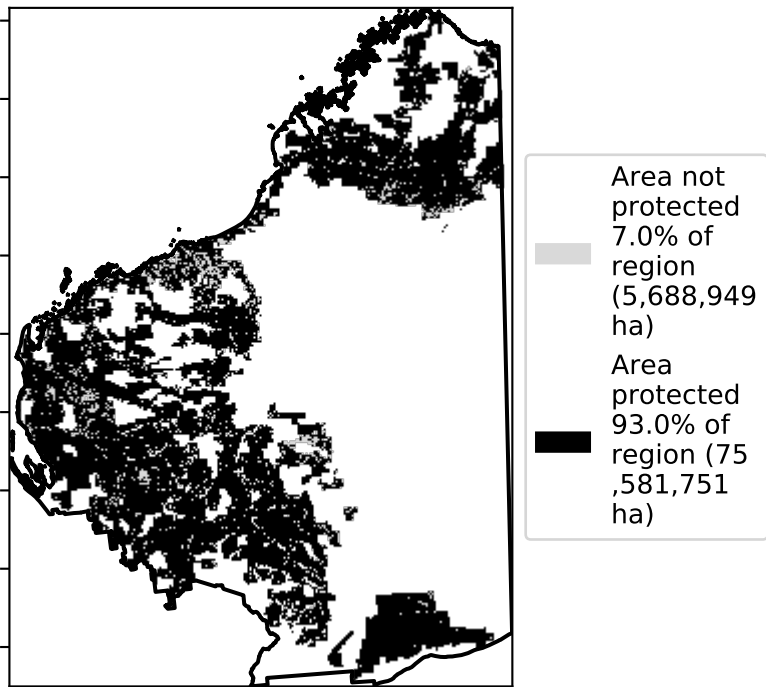 Area not
protected
7.0% of
region
(5,688,949
ha)
Area
protected
93.0% of
region (75
,581,751
ha)